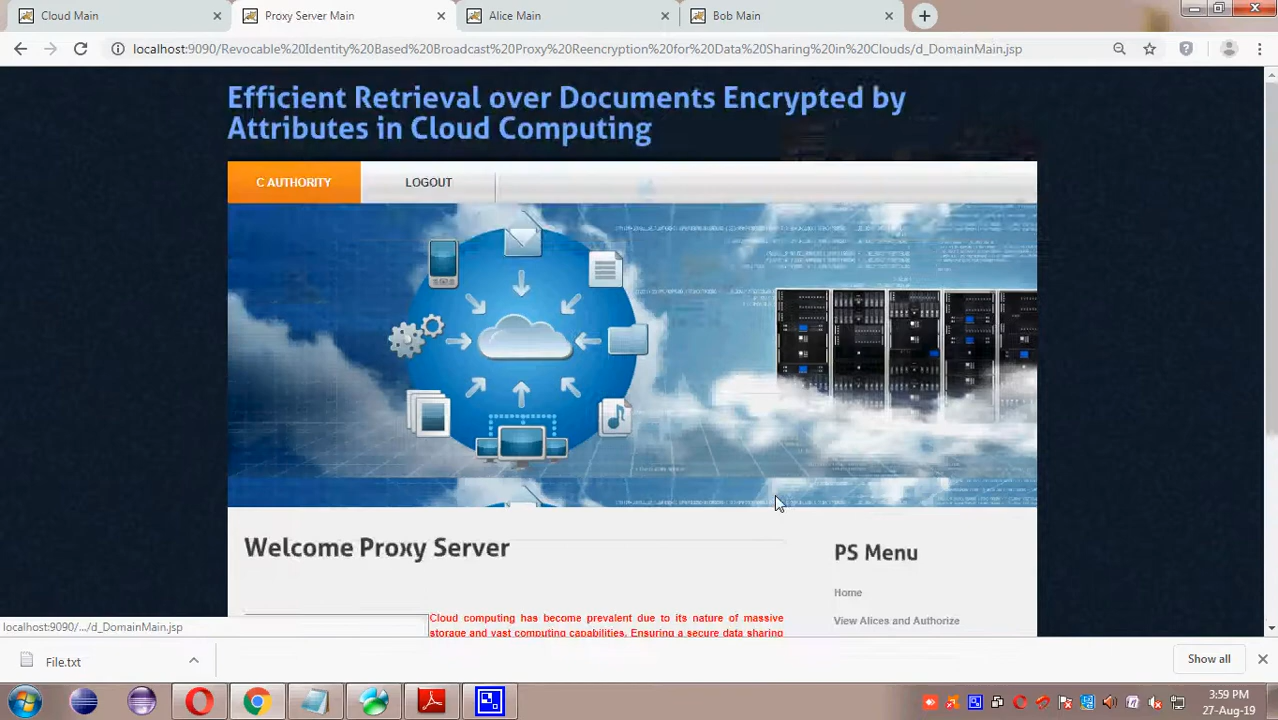 Cloud Main
Proxy Server Main
Alice Main
Bob Main
localhost:9090/Revocable%20Identity%20Based%20Broadcast%20Proxy%20Reencryption%20for%20Data%20Sharing%20in%20Clouds/d_DomainMain.jsp
Efficient Retrieval over Documents Encrypted by
Attributes in Cloud Computing
C AUTHORITY
LOGOUT
Welcome Proxy Server
PS Menu
Home
Cloud computing has become prevalent due to its nature of massive
storage and vast computing capabilities. Ensuring a secure data sharing
View Alices and Authorize
localhost:9090/.../d_DomainMain.jsp
File.txt
Show all
3:59 PM
27-Aug-19